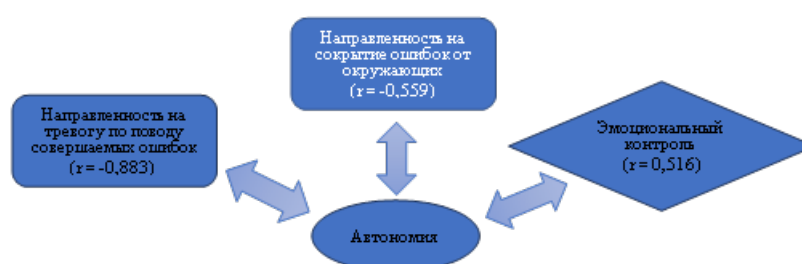 Направленность на
сокрытие ошибок от
окружающих
(r = -0,559)
Направленность на
тревогу по поводу
совершаемых ошибок
(r = -0,883)
Эмоциональный
контроль
(r = 0,516)
Автономия